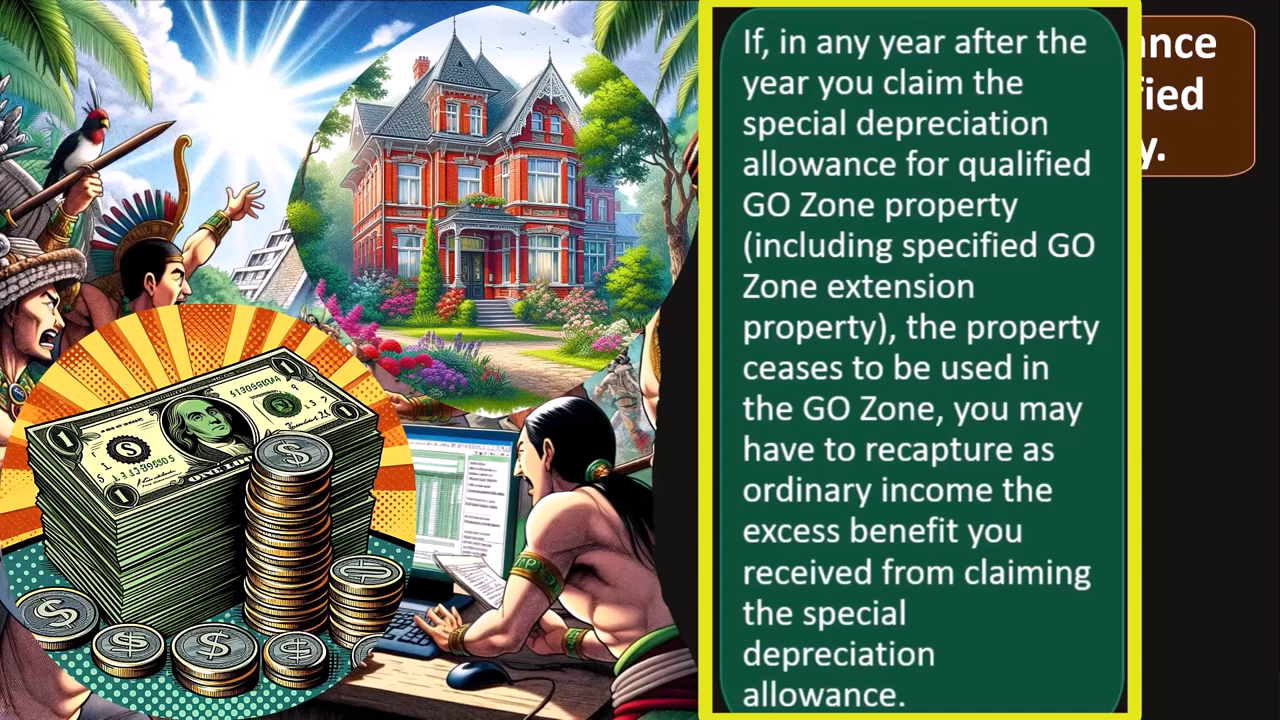 If, in any year after the
year you claim the
special depreciation
allowance for qualified
GO Zone property
(including specified GO
Zone extension
property), the property
ceases to be used in
the GO Zone, you may
have to recapture as
ordinary income the
excess benefit you
received from claiming
the special
depreciation
allowance.